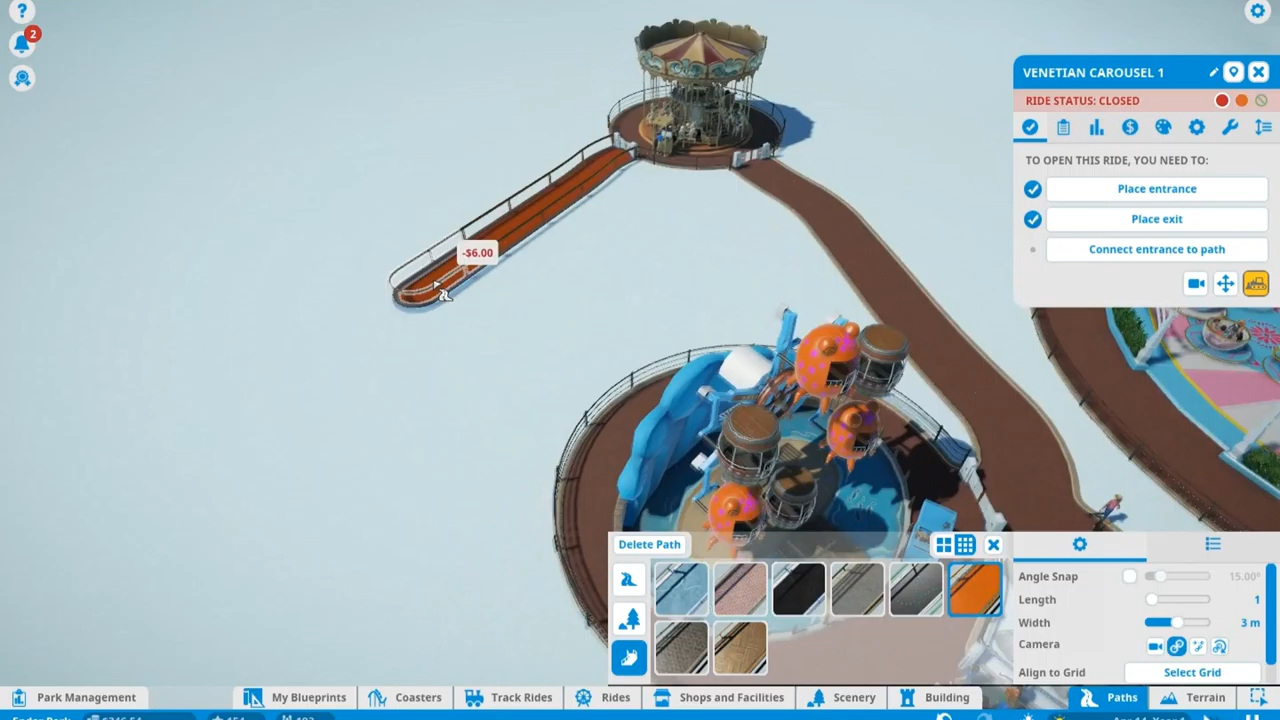 ?
2
VENETIAN CAROUSEL 1
RIDE STATUS: CLOSED
$
TO OPEN THIS RIDE, YOU NEED TO:
Place entrance
Place exit
Connect entrance to path
-$6.00
Delete Path
Angle Snap
15.00°
Length
1
Width
3 m
Camera
Align to Grid
Select Grid
Park Management
My Blueprints
Coasters
Track Rides
Rides
Shops and Facilities
Scenery
Building
Paths
Terrain